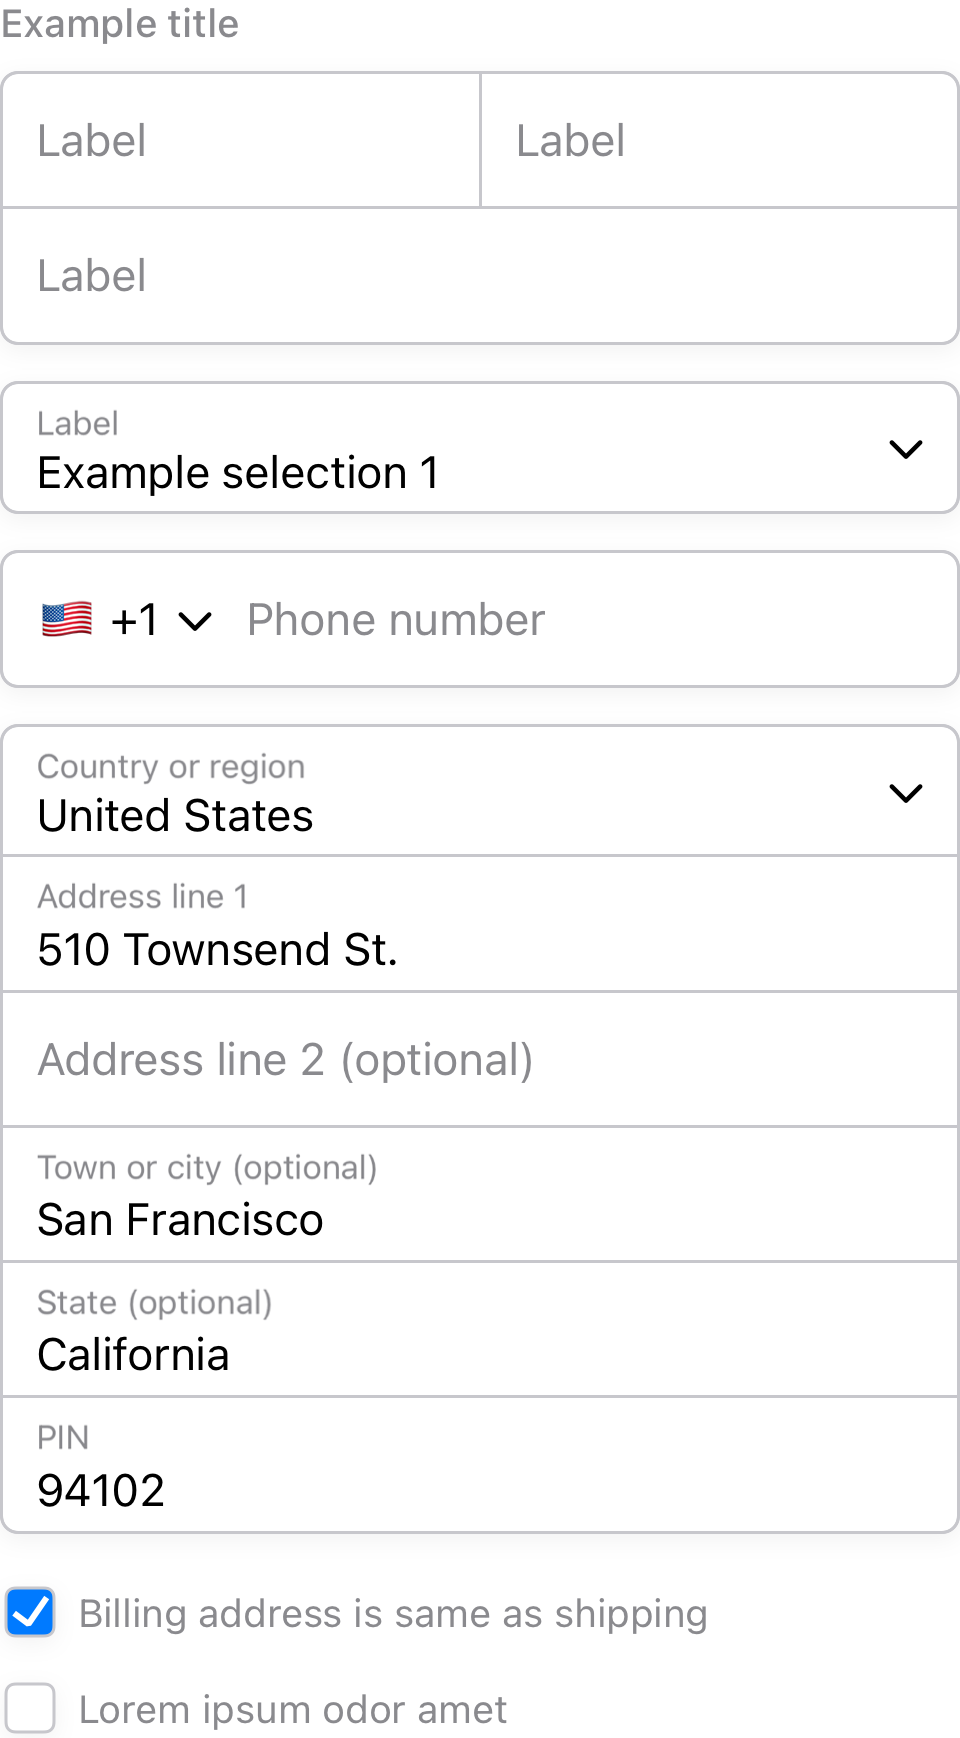 Example title
Label Label
Label
Label
Example selection 1
+1 Phone number
Country or region
United States
Address line 1
510 Townsend St.
Address line 2 (optional)
Town or city (optional)
San Francisco
State (optional)
California
PIN
94102
Billing address is same as shipping
Lorem ipsum odor amet